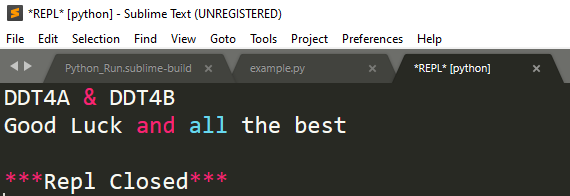 *REPL* [python] - Sublime Text (UNREGISTERED)
File Edit Selection Find View Goto Tools Project Preferences Help
Python_Run.sublime-build × example.py × *REPL* [python] ×
DDT4A & DDT4B
Good Luck and all the best
***Repl Closed***